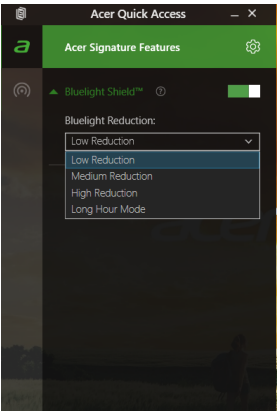 Acer Quick Access
a
Acer Signature Features
Bluelight Shield™ ?
Bluelight Reduction:
Low Reduction
Low Reduction
Medium Reduction
High Reduction
Long Hour Mode
acer